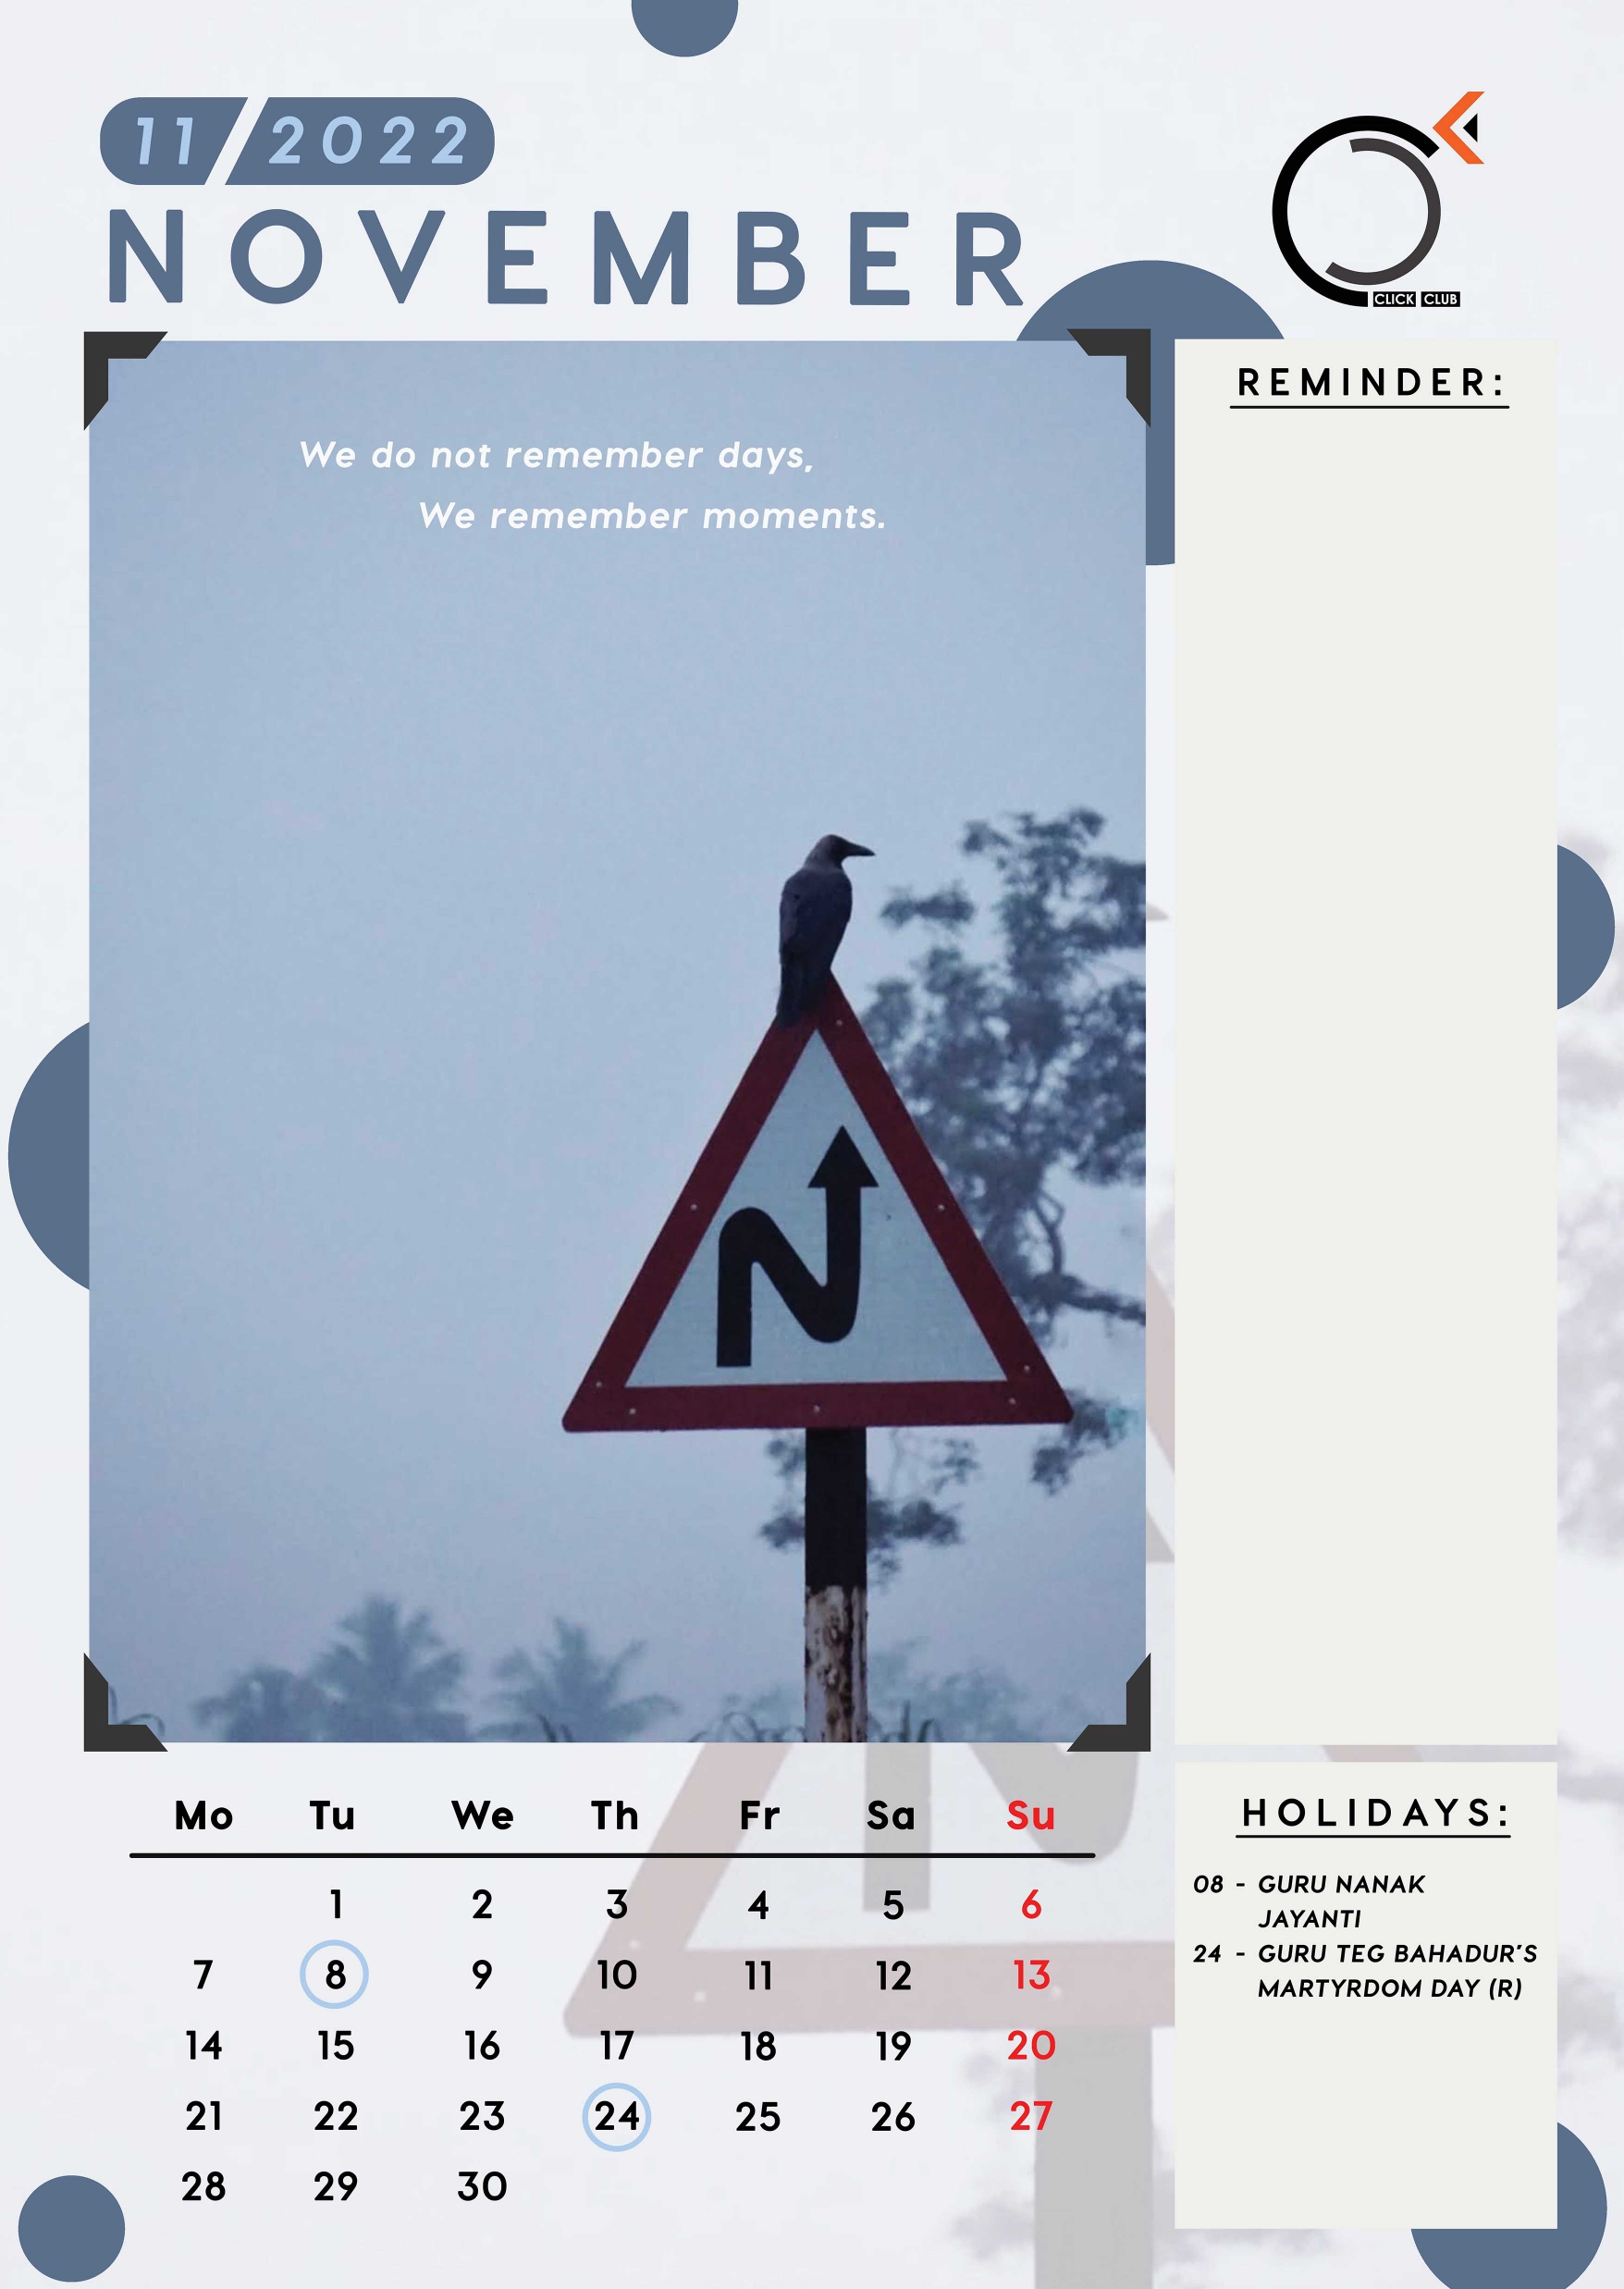 11/2022
NOVEMBER
CLICK CLUB
We do not remember days,
We remember moments.
REMINDER:
Mo Tu We Th Fr Sa Su
1 2 3 4 5 6
7 8 9 10 11 12 13
14 15 16 17 18 19 20
21 22 23 24 25 26 27
28 29 30
HOLIDAYS:
08 - GURU NANAK
JAYANTI
24 - GURU TEG BAHADUR'S
MARTYRDOM DAY (R)